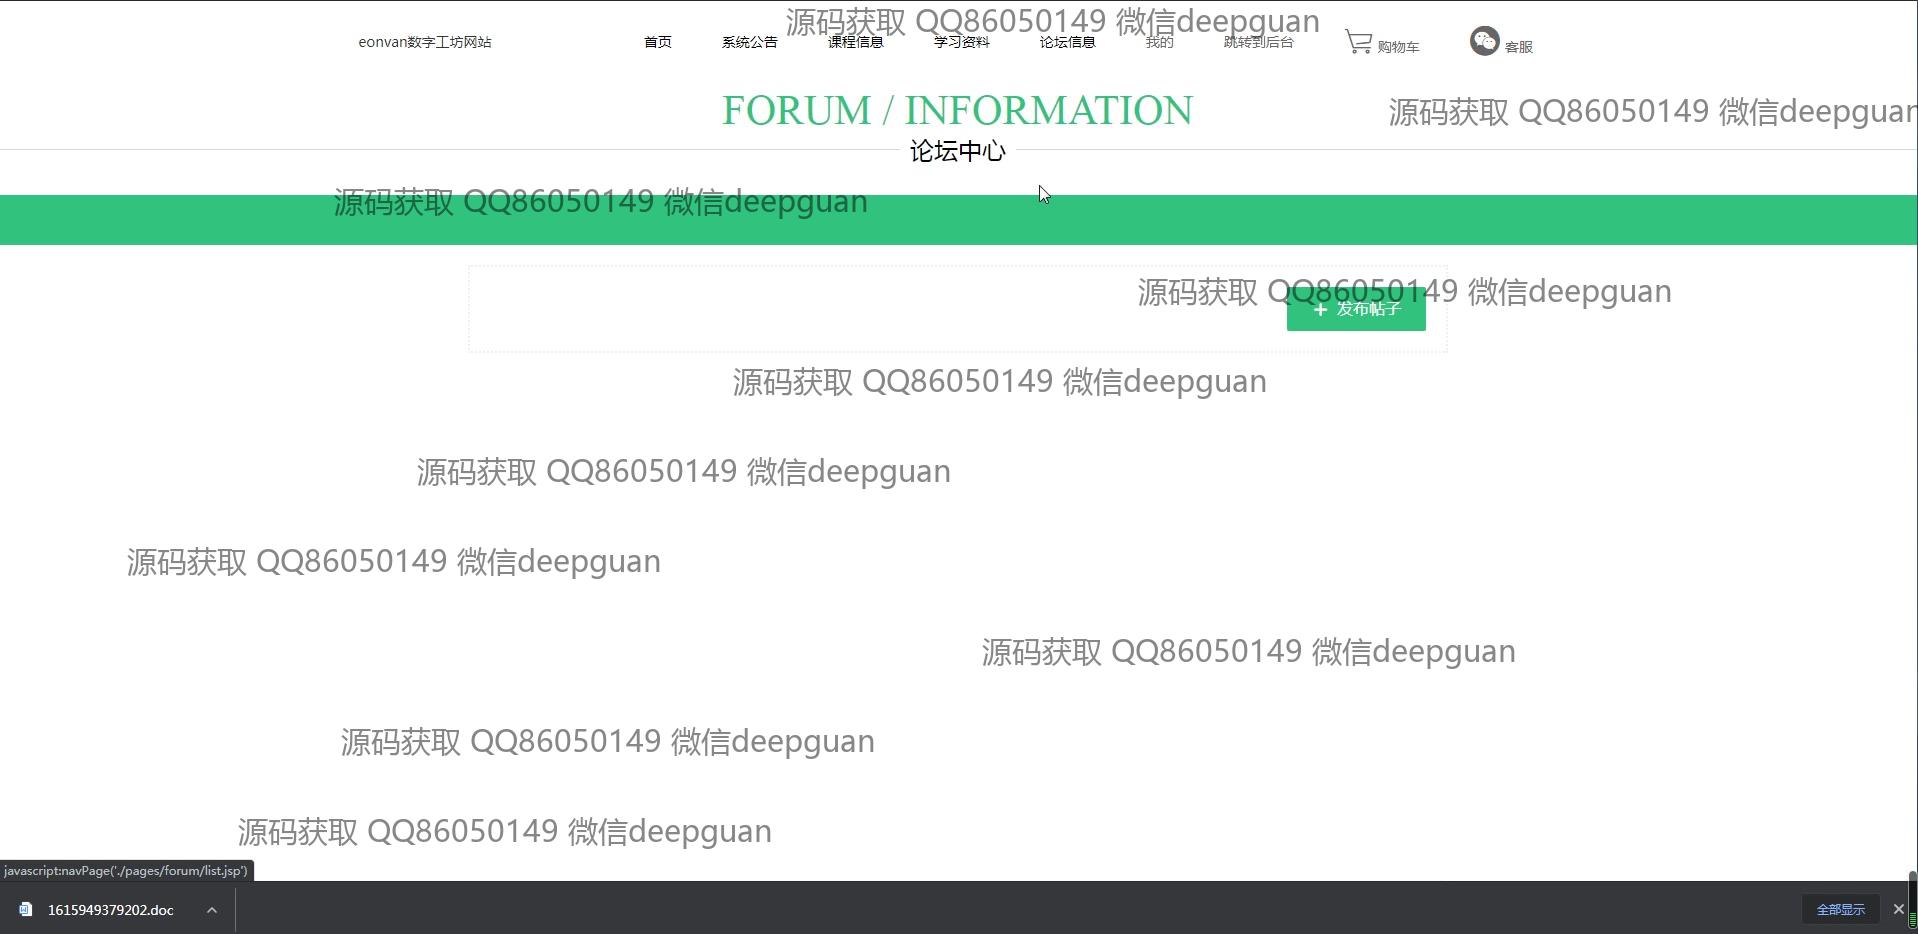 源码获取 QQ86050149 微信deepguan
eonvan数字工坊网站 首页 系统公告 课程信息 学习资料 论坛信息 我的 跳转到后台 购物车 客服
FORUM / INFORMATION
源码获取 QQ86050149 微信deepguan
论坛中心
源码获取 QQ86050149 微信deepguan
源码获取 QQ86050149 微信deepguan
+ 发布帖子
源码获取 QQ86050149 微信deepguan
源码获取 QQ86050149 微信deepguan
源码获取 QQ86050149 微信deepguan
源码获取 QQ86050149 微信deepguan
源码获取 QQ86050149 微信deepguan
源码获取 QQ86050149 微信deepguan
javascript:navPage('./pages/forum/list.jsp')
1615949379202.doc 全部显示